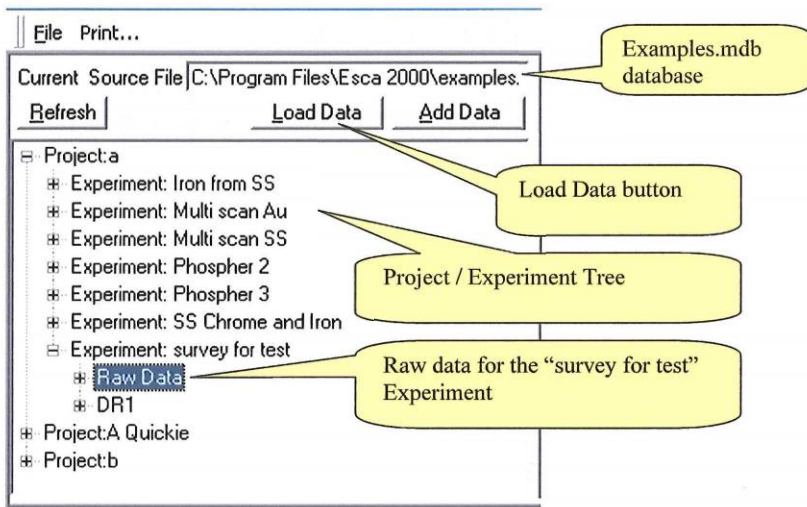 File Print...
Current Source File C:\Program Files\Esca 2000\examples.
Refresh Load Data Add Data
Project:a
Experiment: Iron from SS
Experiment: Multi scan Au
Experiment: Multi scan SS
Experiment: Phospher 2
Experiment: Phospher 3
Experiment: SS Chrome and Iron
Experiment: survey for test
Raw Data
DR1
Project:A Quickie
Project:b
Examples.mdb
database
Load Data button
Project / Experiment Tree
Raw data for the “survey for test”
Experiment